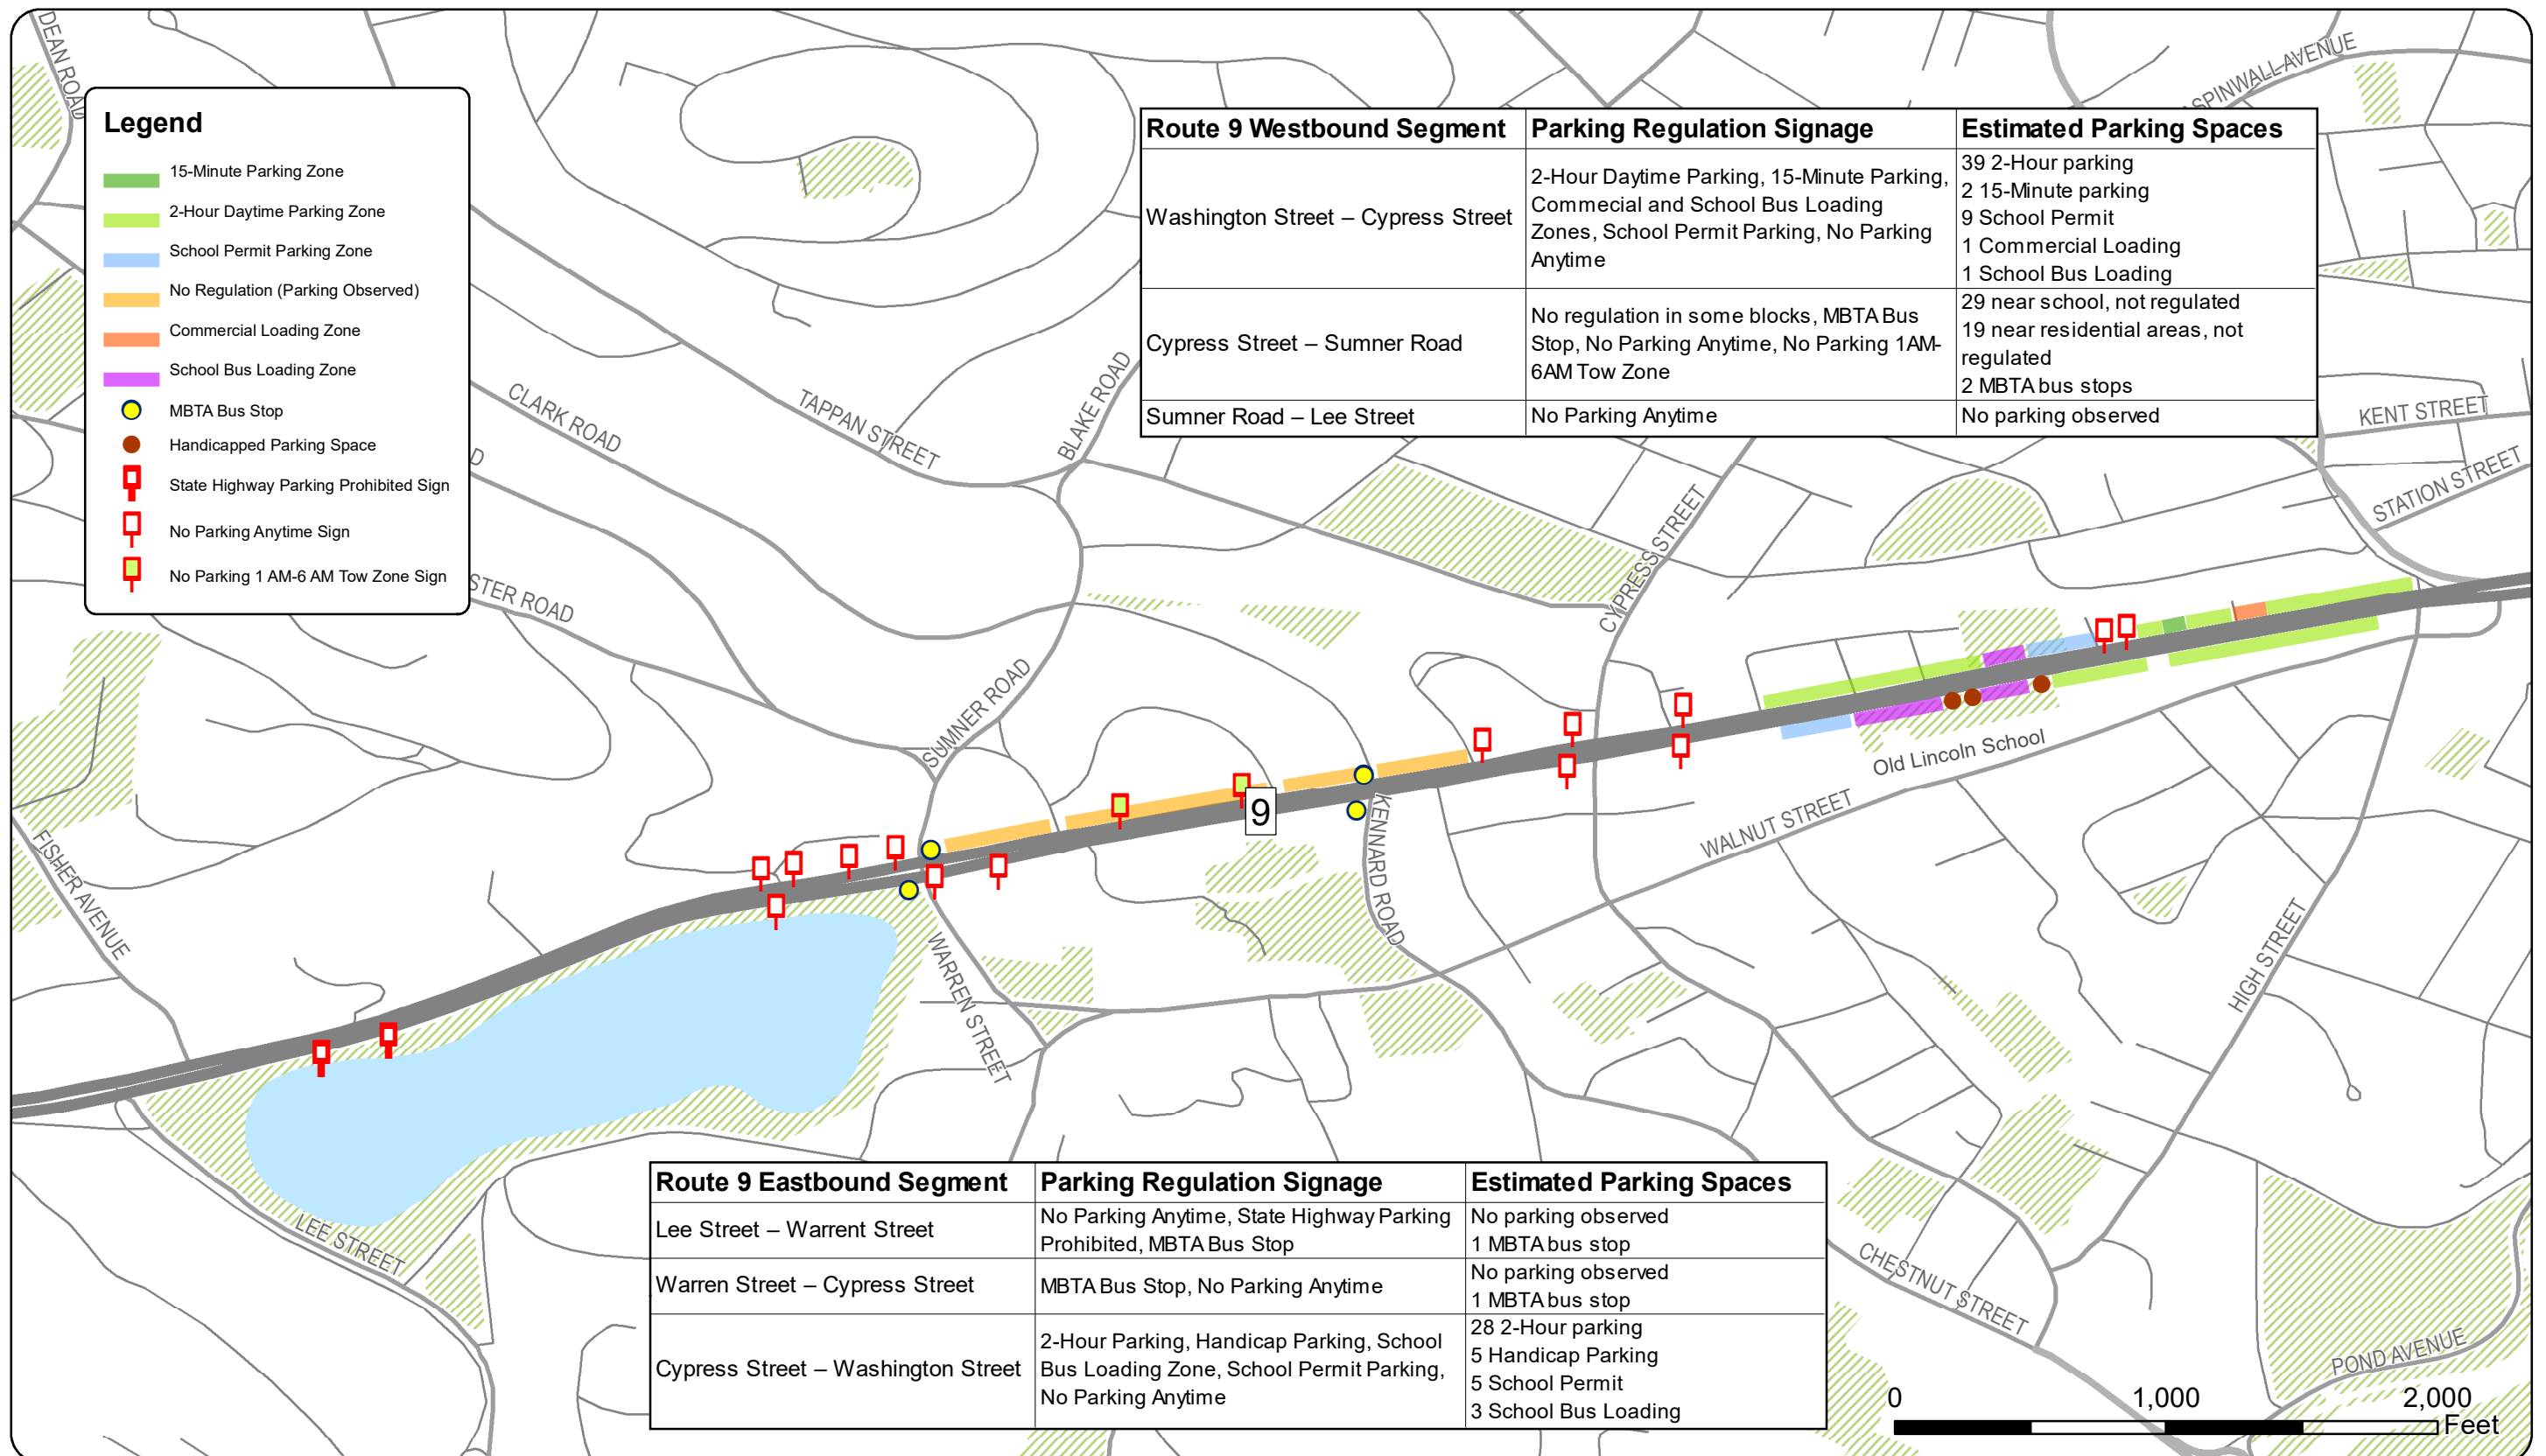 DEAN ROAD
SPINWALL AVENUE
Legend
15-Minute Parking Zone
2-Hour Daytime Parking Zone
School Permit Parking Zone
No Regulation (Parking Observed)
Commercial Loading Zone
School Bus Loading Zone
MBTA Bus Stop
Handicapped Parking Space
State Highway Parking Prohibited Sign
No Parking Anytime Sign
No Parking 1 AM-6 AM Tow Zone Sign
Route 9 Westbound Segment Parking Regulation Signage Estimated Parking Spaces
Washington Street – Cypress Street
2-Hour Daytime Parking, 15-Minute Parking,
Commecial and School Bus Loading
Zones, School Permit Parking, No Parking
Anytime
39 2-Hour parking
2 15-Minute parking
9 School Permit
1 Commercial Loading
1 School Bus Loading
Cypress Street – Sumner Road
No regulation in some blocks, MBTA Bus
Stop, No Parking Anytime, No Parking 1AM-
6AM Tow Zone
29 near school, not regulated
19 near residential areas, not
regulated
2 MBTA bus stops
Sumner Road – Lee Street
No Parking Anytime
No parking observed
CLARK ROAD
TAPPAN STREET
BLAKE ROAD
KENT STREET
STATION STREET
D
STER ROAD
CYPRESS STREET
SUMNER ROAD
9
KENNARD ROAD
Old Lincoln School
WALNUT STREET
FISHER AVENUE
WARREN STREET
HIGH STREET
LEE STREET
CHESTNUT STREET
POND AVENUE
Route 9 Eastbound Segment Parking Regulation Signage Estimated Parking Spaces
Lee Street – Warrent Street
No Parking Anytime, State Highway Parking
Prohibited, MBTA Bus Stop
No parking observed
1 MBTA bus stop
Warren Street – Cypress Street
MBTA Bus Stop, No Parking Anytime
No parking observed
1 MBTA bus stop
Cypress Street – Washington Street
2-Hour Parking, Handicap Parking, School
Bus Loading Zone, School Permit Parking,
No Parking Anytime
28 2-Hour parking
5 Handicap Parking
5 School Permit
3 School Bus Loading
0 1,000 2,000
Feet